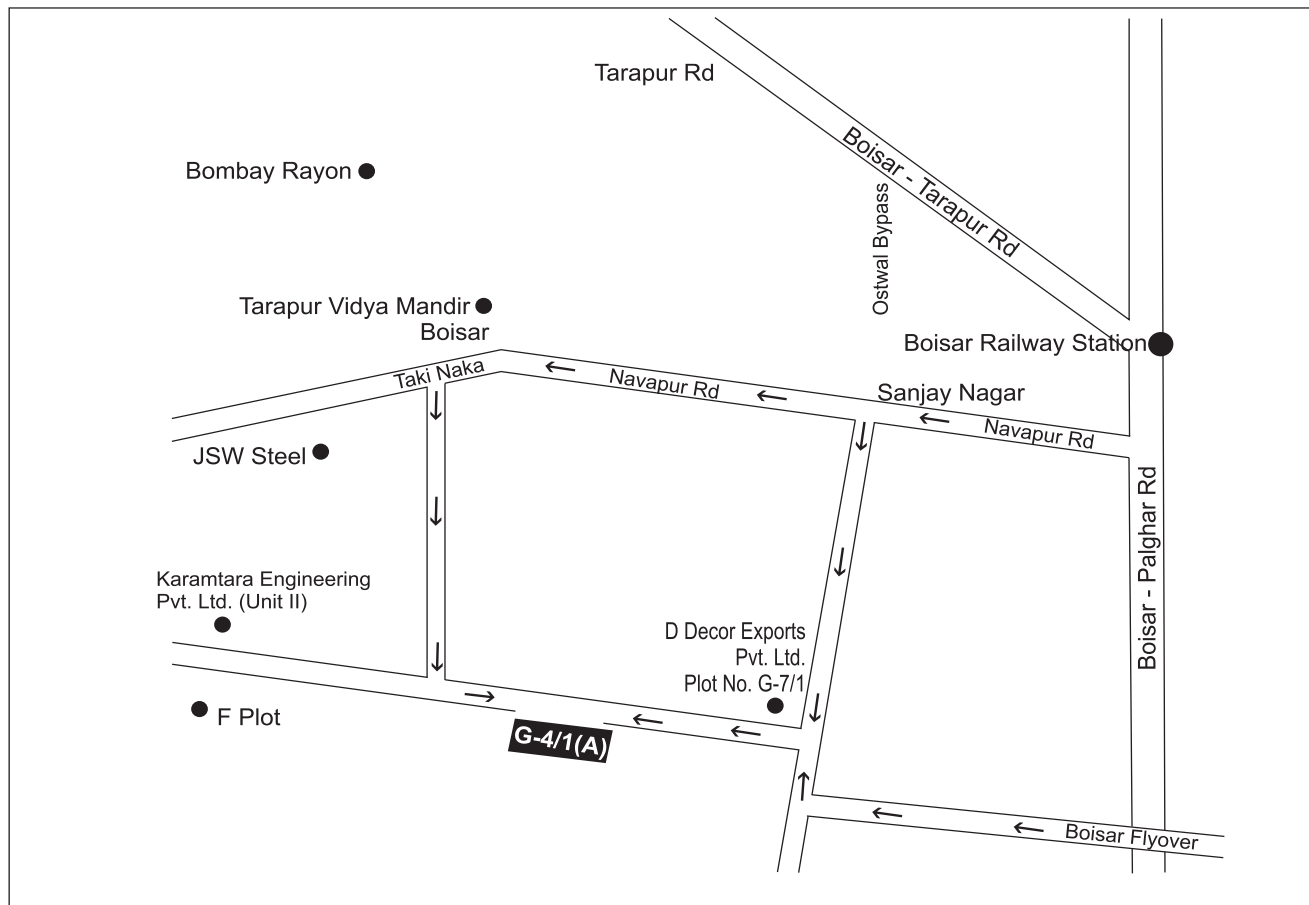 Tarapur Rd
Boisar - Tarapur Rd
Bombay Rayon
Ostwal Bypass
Tarapur Vidya Mandir
Boisar
Boisar Railway Station
Taki Naka
Navapur Rd
Sanjay Nagar
Navapur Rd
JSW Steel
Boisar - Palghar Rd
Karamtara Engineering
Pvt. Ltd. (Unit II)
D Decor Exports
Pvt. Ltd.
Plot No. G-7/1
F Plot
G-4/1(A)
Boisar Flyover